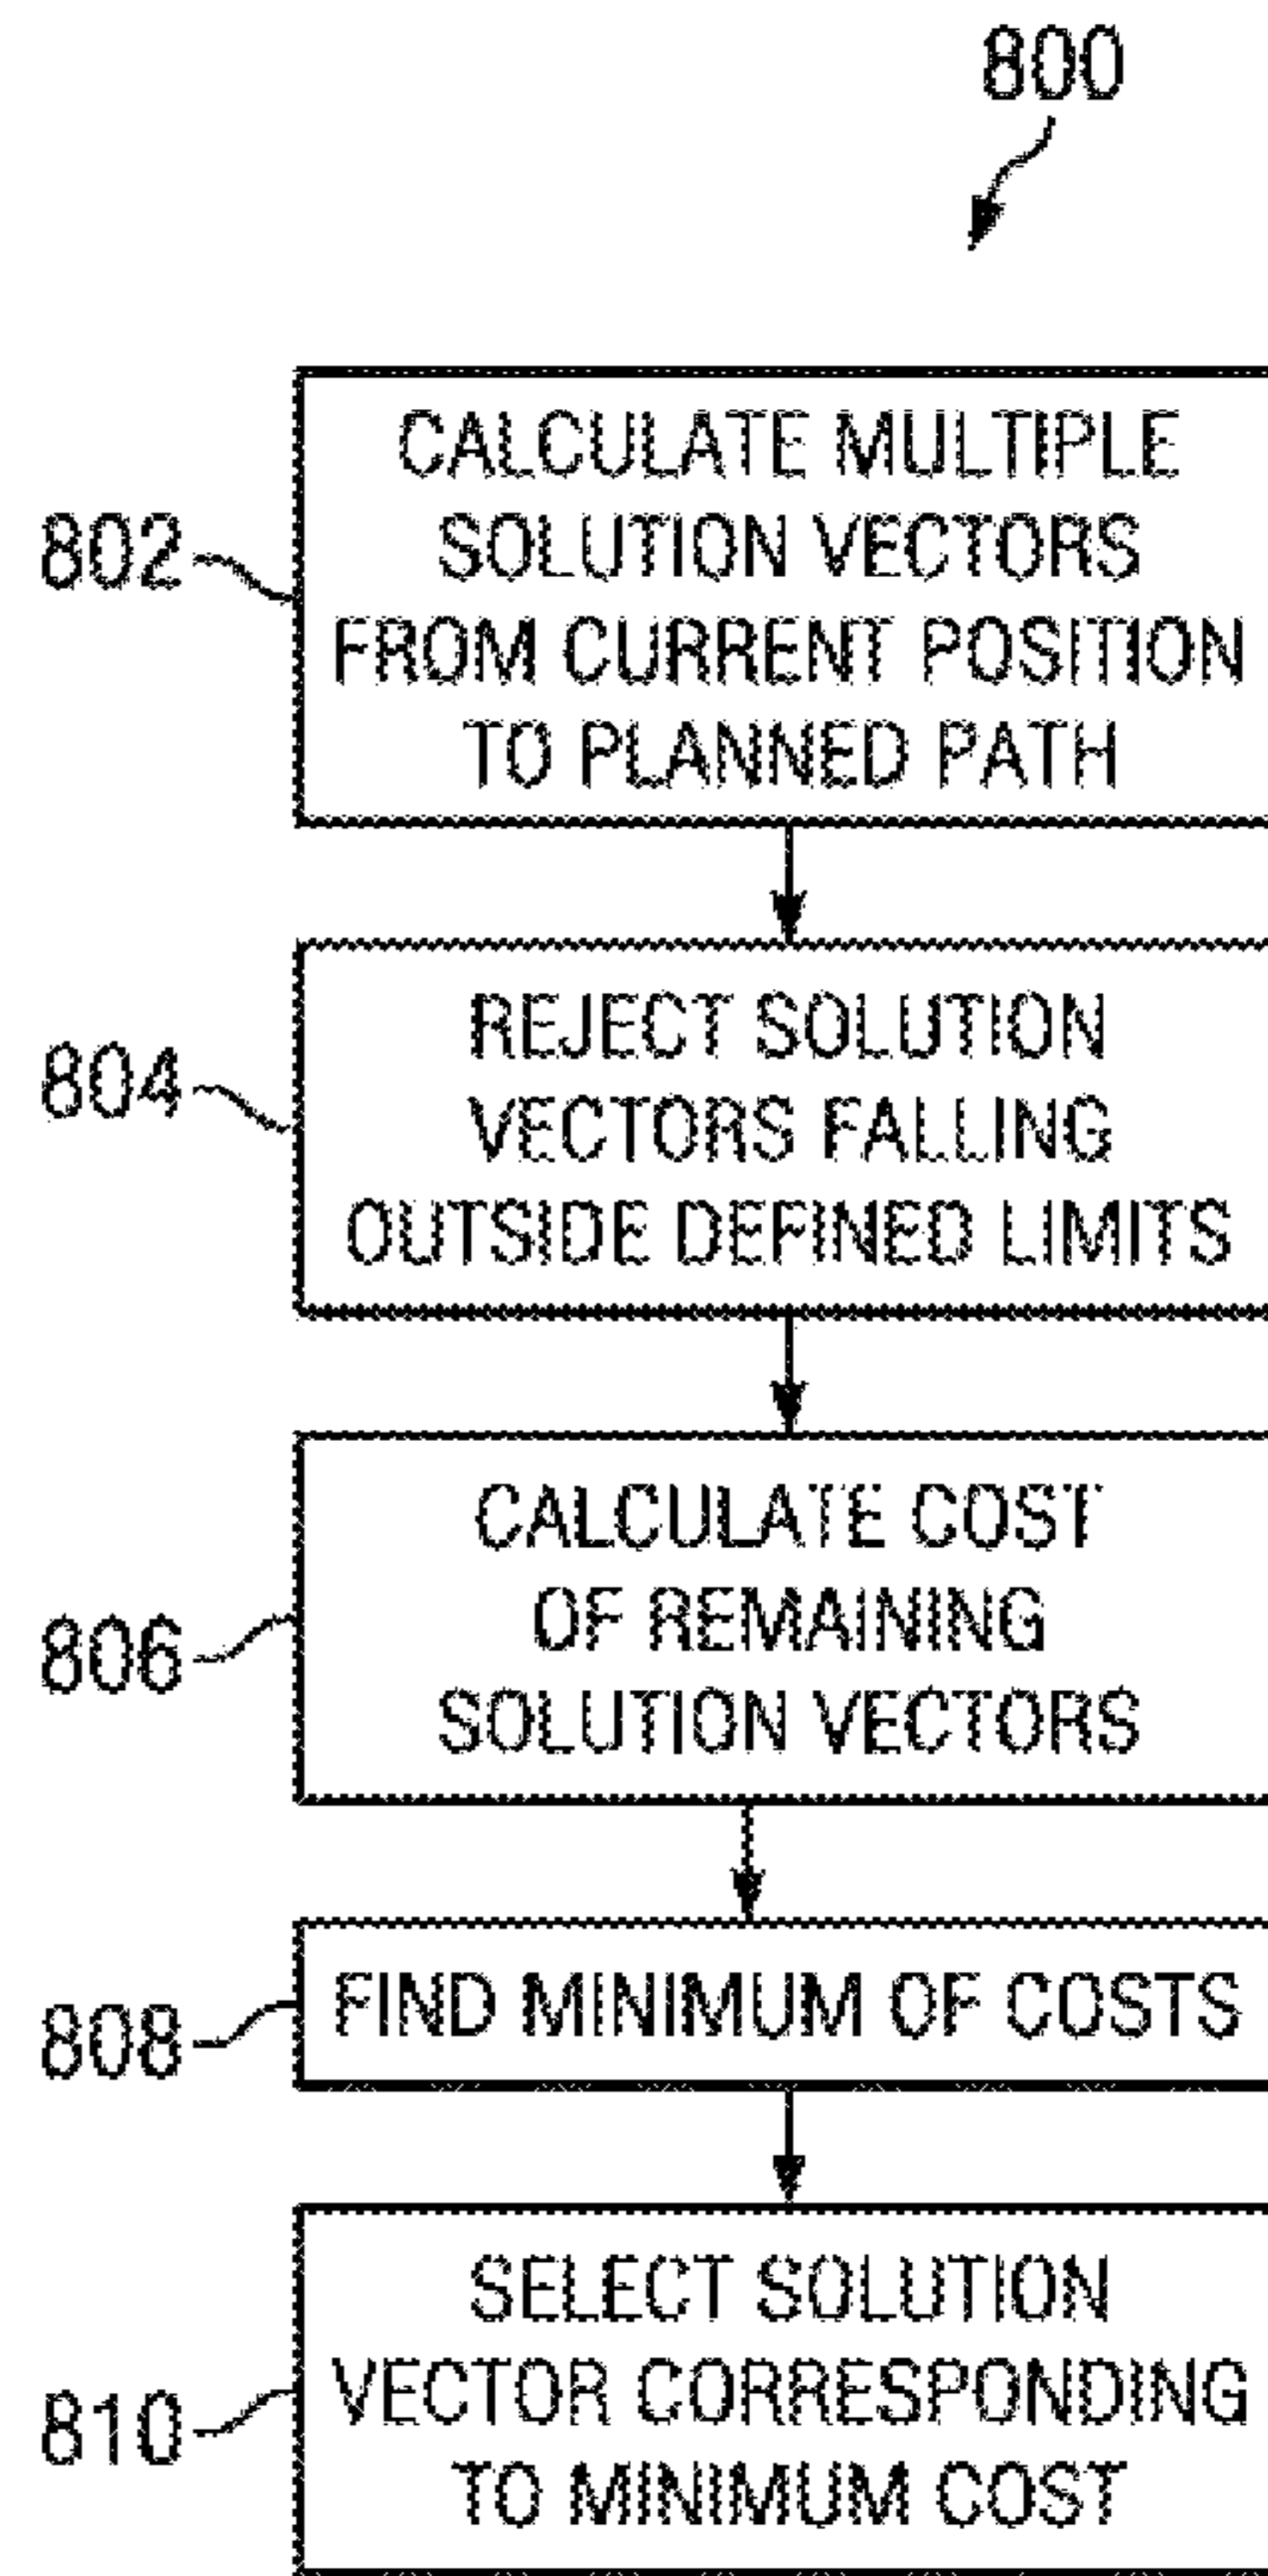 800
802
CALCULATE MULTIPLE
SOLUTION VECTORS
FROM CURRENT POSITION
TO PLANNED PATH
804
REJECT SOLUTION
VECTORS FALLING
OUTSIDE DEFINED LIMITS
806
CALCULATE COST
OF REMAINING
SOLUTION VECTORS
808
FIND MINIMUM OF COSTS
810
SELECT SOLUTION
VECTOR CORRESPONDING
TO MINIMUM COST